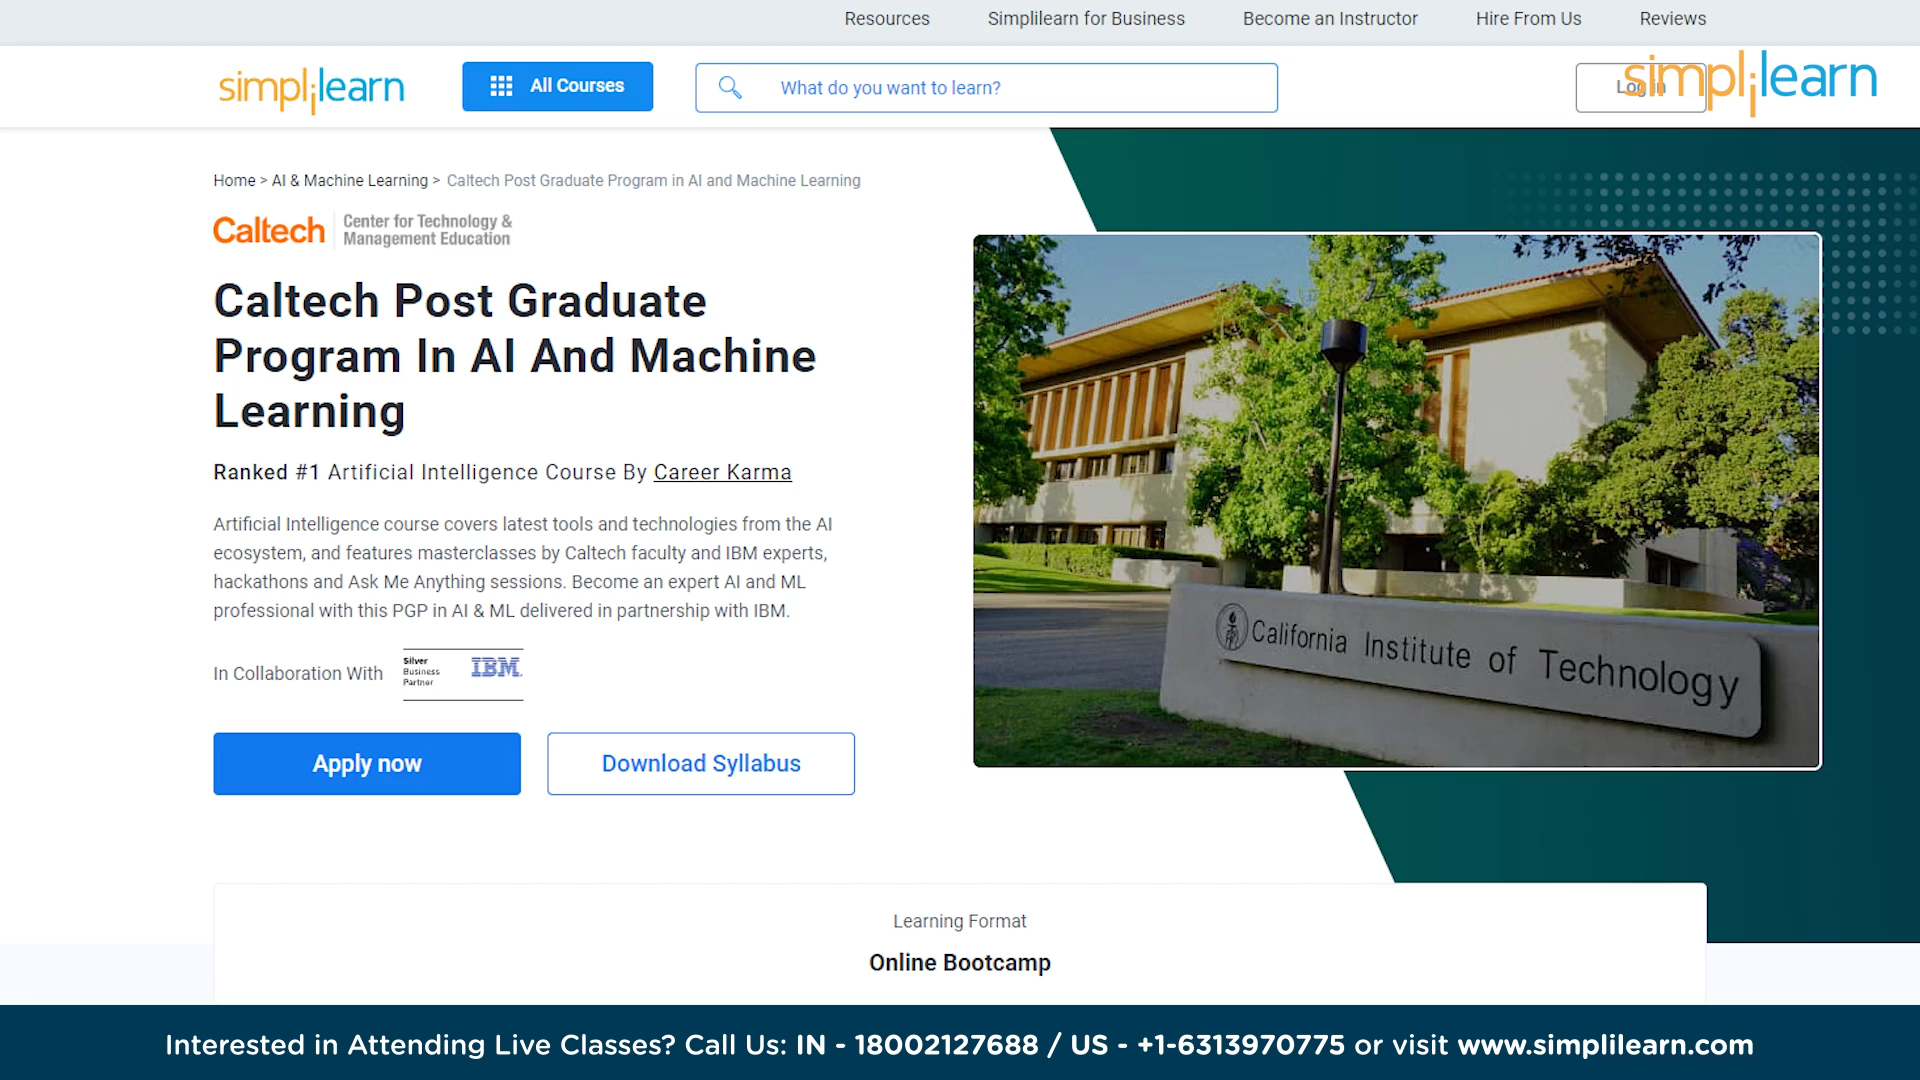 Resources Simplilearn for Business Become an Instructor Hire From Us Reviews
simplilearn
All Courses
What do you want to learn?
Log in
simplilearn
Home > AI & Machine Learning > Caltech Post Graduate Program in AI and Machine Learning
Caltech
Center for Technology &
Management Education
Caltech Post Graduate
Program In AI And Machine
Learning
Ranked #1 Artificial Intelligence Course By Career Karma
Artificial Intelligence course covers latest tools and technologies from the AI
ecosystem, and features masterclasses by Caltech faculty and IBM experts,
hackathons and Ask Me Anything sessions. Become an expert AI and ML
professional with this PGP in AI & ML delivered in partnership with IBM.
In Collaboration With
Silver
Business
Partner
IBM.
Apply now
Download Syllabus
California Institute of Technology
Learning Format
Online Bootcamp
Interested in Attending Live Classes? Call Us: IN - 18002127688 / US - +1-6313970775 or visit www.simplilearn.com